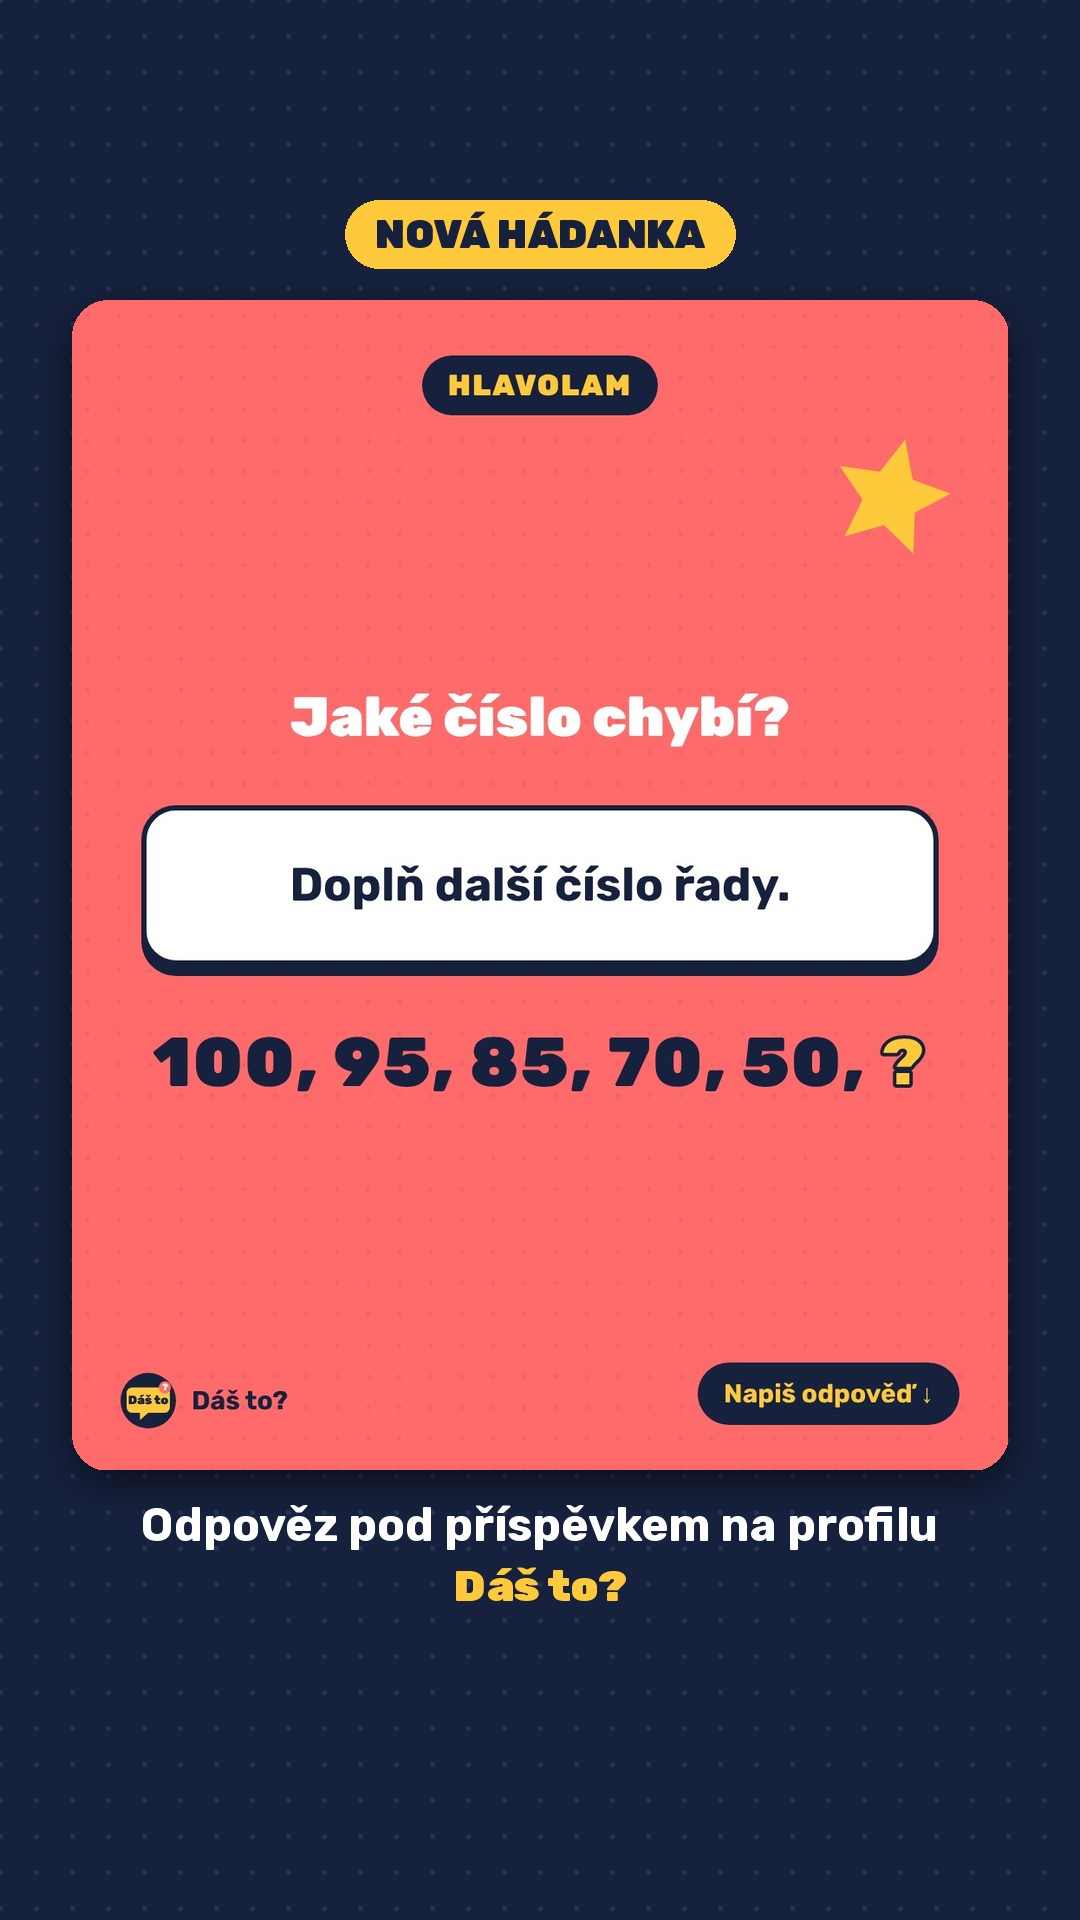 NOVÁ HÁDANKA
HLAVOLAM
Jaké číslo chybí?
Doplň další číslo řady.
100, 95, 85, 70, 50, ?
Dáš to ?
Dáš to?
Napiš odpověď ↓
Odpověz pod příspěvkem na profilu
Dáš to?